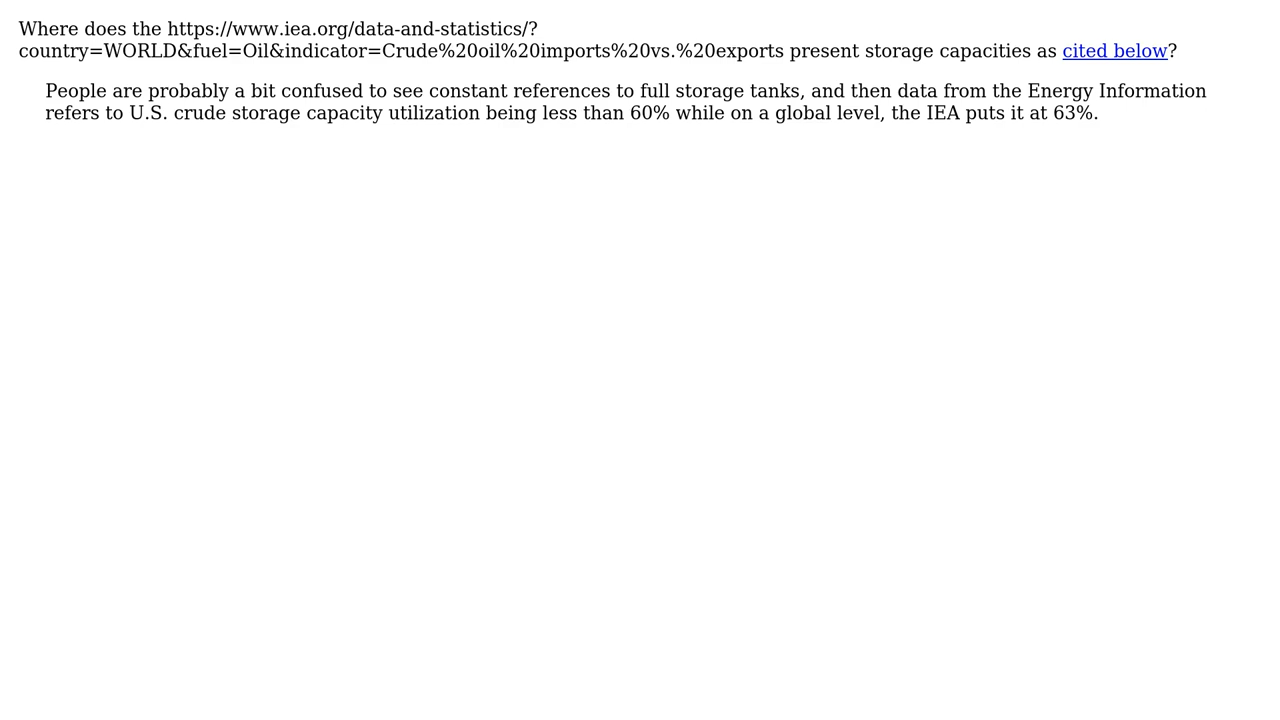 Where does the https://www.iea.org/data-and-statistics/?
country=WORLD&fuel=Oil&indicator=Crude%20oil%20imports%20vs.%20exports present storage capacities as cited below?
People are probably a bit confused to see constant references to full storage tanks, and then data from the Energy Information
refers to U.S. crude storage capacity utilization being less than 60% while on a global level, the IEA puts it at 63%.